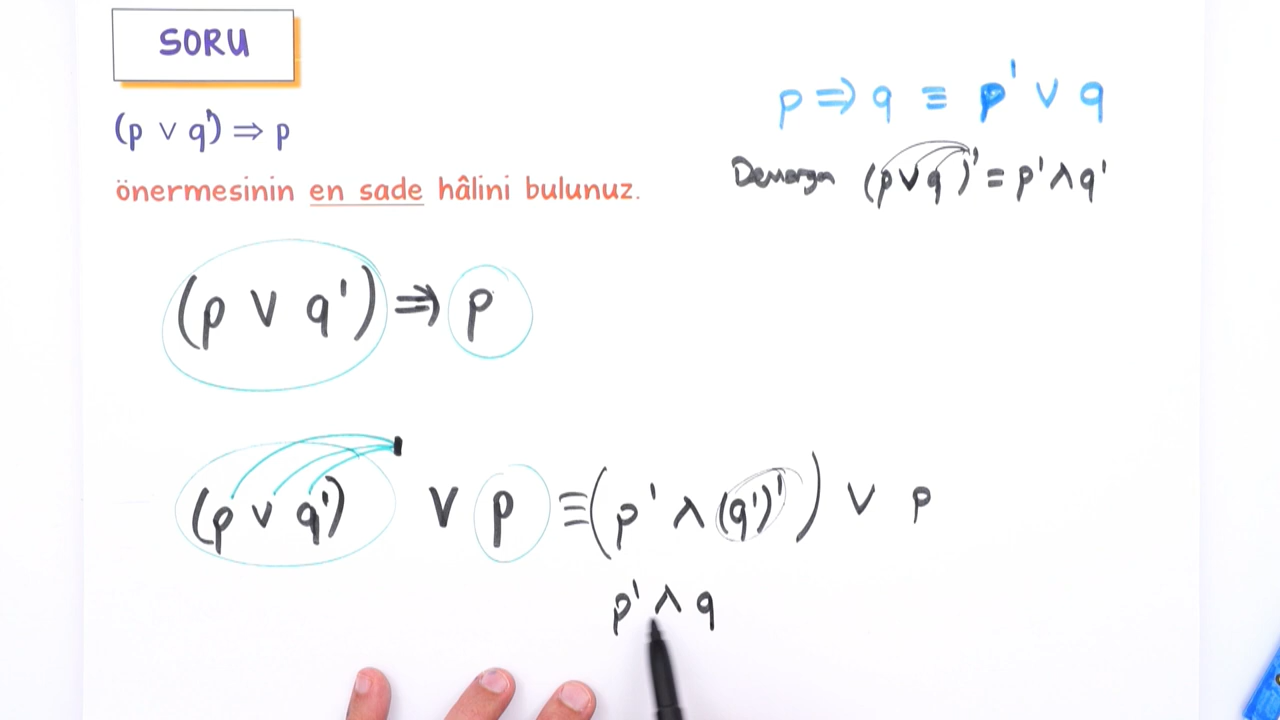 SORU
(p ∨ q') ⇒ p
önermesinin en sade hâlini bulunuz.
p ⇒ q ≡ p' ∨ q
Demorgan (p ∨ q)' = p' ∧ q'
(p ∨ q') ⇒ p
(p ∨ q')' ∨ p ≡ (p' ∧ (q')') ∨ p
p' ∧ q